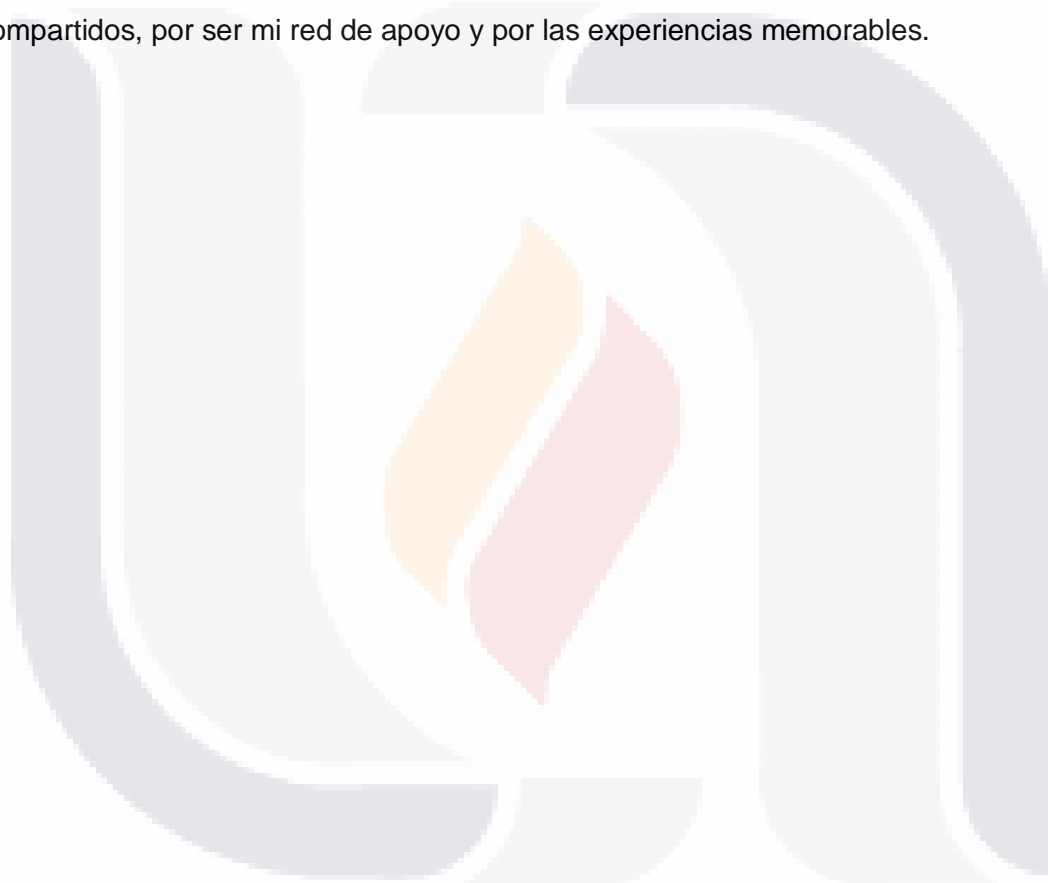 ompartidos, por ser mi red de apoyo y por las experiencias memorables.